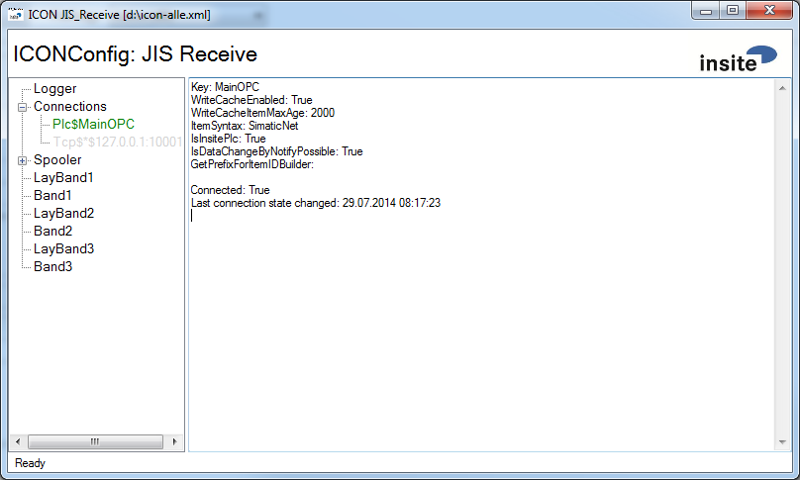 ICON JIS_Receive [d:\icon-alle.xml]
ICONConfig: JIS Receive
insite
Logger
Connections
Plc$MainOPC
Tcp$*$127.0.0.1:10001
Spooler
LayBand1
Band1
LayBand2
Band2
LayBand3
Band3
Key: MainOPC
WriteCacheEnabled: True
WriteCacheItemMaxAge: 2000
ItemSyntax: SimaticNet
IsInsitePlc: True
IsDataChangeByNotifyPossible: True
GetPrefixForItemIDBuilder:
Connected: True
Last connection state changed: 29.07.2014 08:17:23
Ready